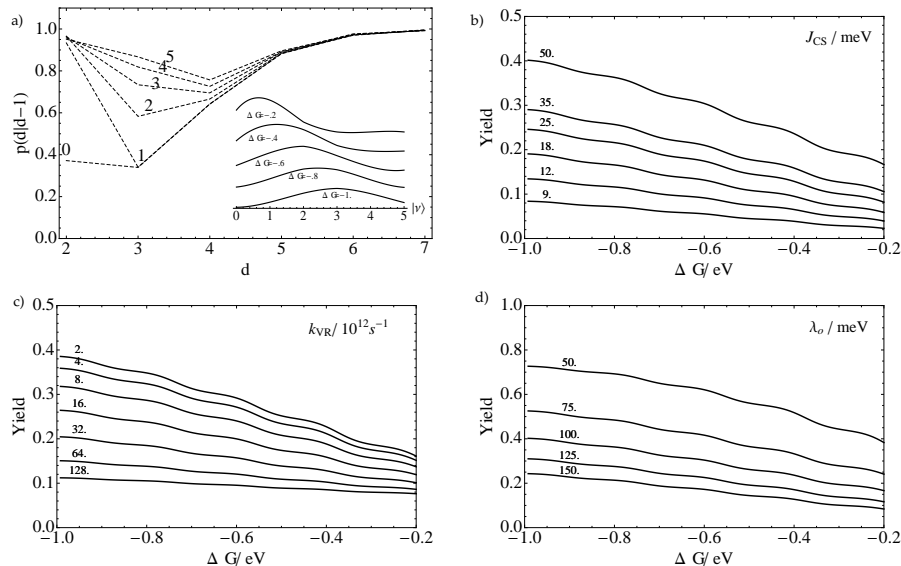 a)
p(d|d−1)
1.0
0.8
0.6
0.4
0.2
0.0
5
4
3
2
1
0
Δ G=−.2
Δ G=−.4
Δ G=−.6
Δ G=−.8
Δ G=−1.
0 1 2 3 4 5 |ν⟩
2 3 4 5 6 7
d
b)
J_CS / meV
Yield
0.5
0.4
0.3
0.2
0.1
0.0
50.
35.
25.
18.
12.
9.
−1.0 −0.8 −0.6 −0.4 −0.2
Δ G/ eV
c)
k_VR / 10^12 s^−1
Yield
0.5
0.4
0.3
0.2
0.1
0.0
2.
4.
8.
16.
32.
64.
128.
−1.0 −0.8 −0.6 −0.4 −0.2
Δ G/ eV
d)
λ_o / meV
Yield
1.0
0.8
0.6
0.4
0.2
0.0
50.
75.
100.
125.
150.
−1.0 −0.8 −0.6 −0.4 −0.2
Δ G/ eV